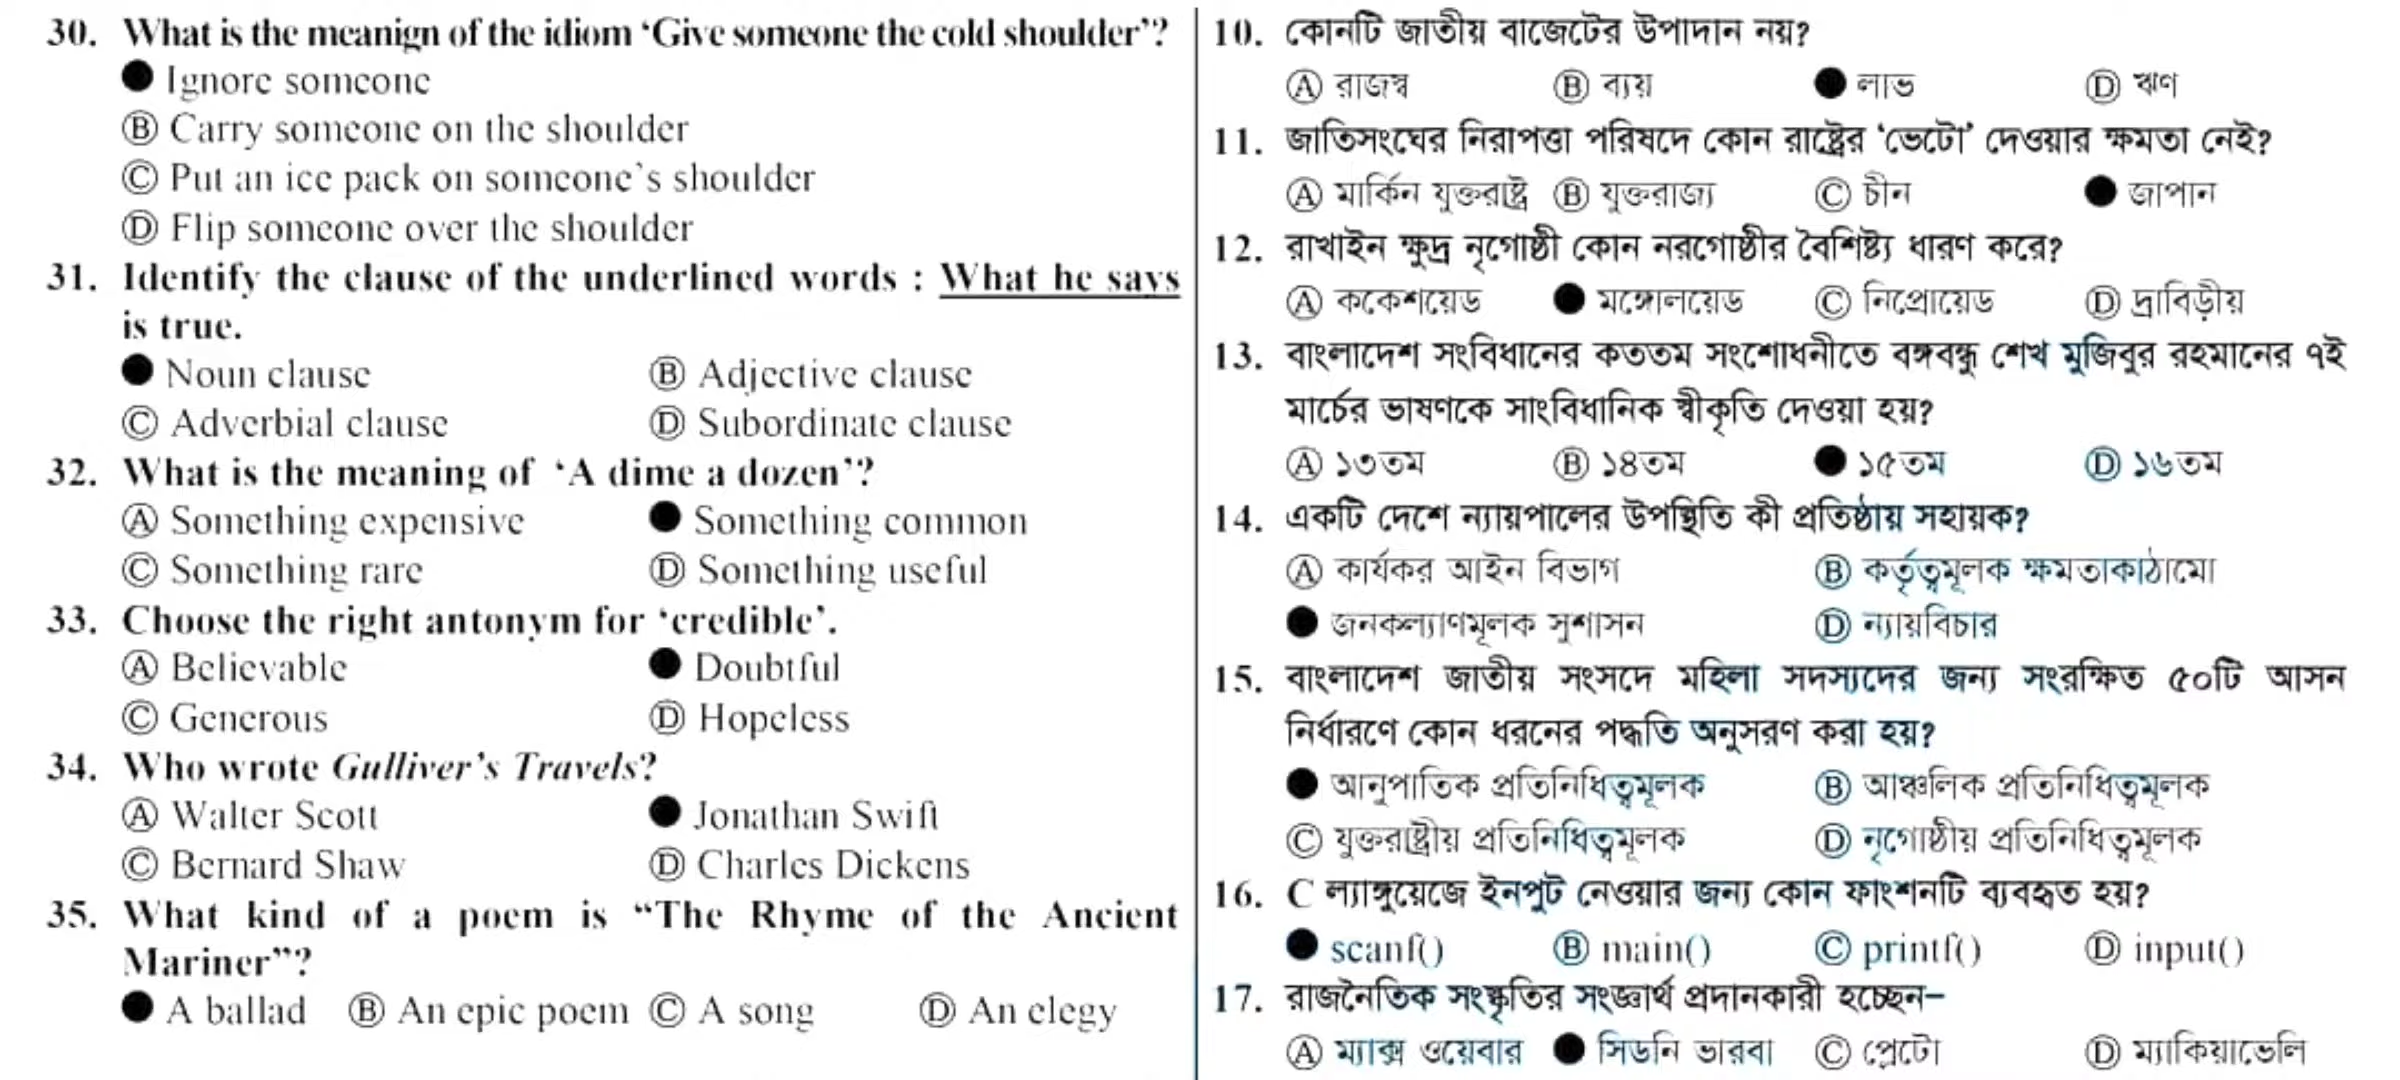 30. What is the meanign of the idiom ‘Give someone the cold shoulder’?
● Ignore someone
Ⓑ Carry someone on the shoulder
Ⓒ Put an ice pack on someone’s shoulder
Ⓓ Flip someone over the shoulder
31. Identify the clause of the underlined words : What he says
is true.
● Noun clause Ⓑ Adjective clause
Ⓒ Adverbial clause Ⓓ Subordinate clause
32. What is the meaning of ‘A dime a dozen’?
Ⓐ Something expensive ● Something common
Ⓒ Something rare Ⓓ Something useful
33. Choose the right antonym for ‘credible’.
Ⓐ Believable ● Doubtful
Ⓒ Generous Ⓓ Hopeless
34. Who wrote Gulliver’s Travels?
Ⓐ Walter Scott ● Jonathan Swift
Ⓒ Bernard Shaw Ⓓ Charles Dickens
35. What kind of a poem is “The Rhyme of the Ancient
Mariner”?
● A ballad Ⓑ An epic poem Ⓒ A song Ⓓ An elegy
10. কোনটি জাতীয় বাজেটের উপাদান নয়?
Ⓐ রাজস্ব Ⓑ ব্যয় ● লাভ Ⓓ ঋণ
11. জাতিসংঘের নিরাপত্তা পরিষদে কোন রাষ্ট্রের ‘ভেটো’ দেওয়ার ক্ষমতা নেই?
Ⓐ মার্কিন যুক্তরাষ্ট্র Ⓑ যুক্তরাজ্য Ⓒ চীন ● জাপান
12. রাখাইন ক্ষুদ্র নৃগোষ্ঠী কোন নরগোষ্ঠীর বৈশিষ্ট্য ধারণ করে?
Ⓐ ককেশয়েড ● মঙ্গোলয়েড Ⓒ নিগ্রোয়েড Ⓓ দ্রাবিড়ীয়
13. বাংলাদেশ সংবিধানের কততম সংশোধনীতে বঙ্গবন্ধু শেখ মুজিবুর রহমানের ৭ই
মার্চের ভাষণকে সাংবিধানিক স্বীকৃতি দেওয়া হয়?
Ⓐ ১৩তম Ⓑ ১৪তম ● ১৫তম Ⓓ ১৬তম
14. একটি দেশে ন্যায়পালের উপস্থিতি কী প্রতিষ্ঠায় সহায়ক?
Ⓐ কার্যকর আইন বিভাগ Ⓑ কর্তৃত্বমূলক ক্ষমতাকাঠামো
● জনকল্যাণমূলক সুশাসন Ⓓ ন্যায়বিচার
15. বাংলাদেশ জাতীয় সংসদে মহিলা সদস্যদের জন্য সংরক্ষিত ৫০টি আসন
নির্ধারণে কোন ধরনের পদ্ধতি অনুসরণ করা হয়?
● আনুপাতিক প্রতিনিধিত্বমূলক Ⓑ আঞ্চলিক প্রতিনিধিত্বমূলক
Ⓒ যুক্তরাষ্ট্রীয় প্রতিনিধিত্বমূলক Ⓓ নৃগোষ্ঠীয় প্রতিনিধিত্বমূলক
16. C ল্যাঙ্গুয়েজে ইনপুট নেওয়ার জন্য কোন ফাংশনটি ব্যবহৃত হয়?
● scanf() Ⓑ main() Ⓒ printf() Ⓓ input()
17. রাজনৈতিক সংস্কৃতির সংজ্ঞার্থ প্রদানকারী হচ্ছেন–
Ⓐ ম্যাক্স ওয়েবার ● সিডনি ভারবা Ⓒ প্লেটো Ⓓ ম্যাকিয়াভেলি